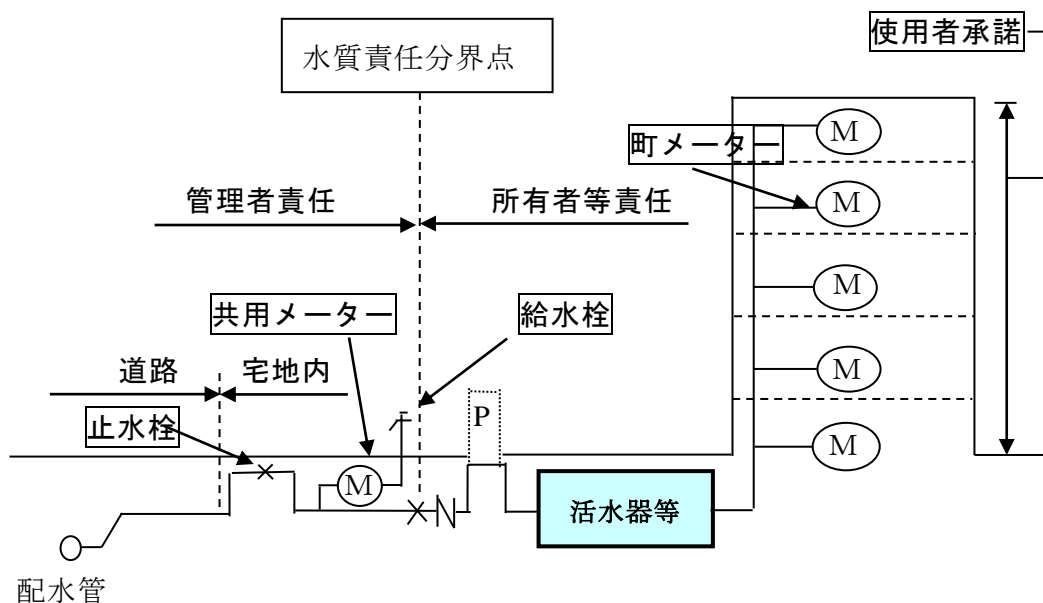 使用者承諾
水質責任分界点
M
町メーター
管理者責任
所有者等責任
M
共用メーター
給水栓
M
道路
宅地内
M
止水栓
P
M
M
活水器等
配水管